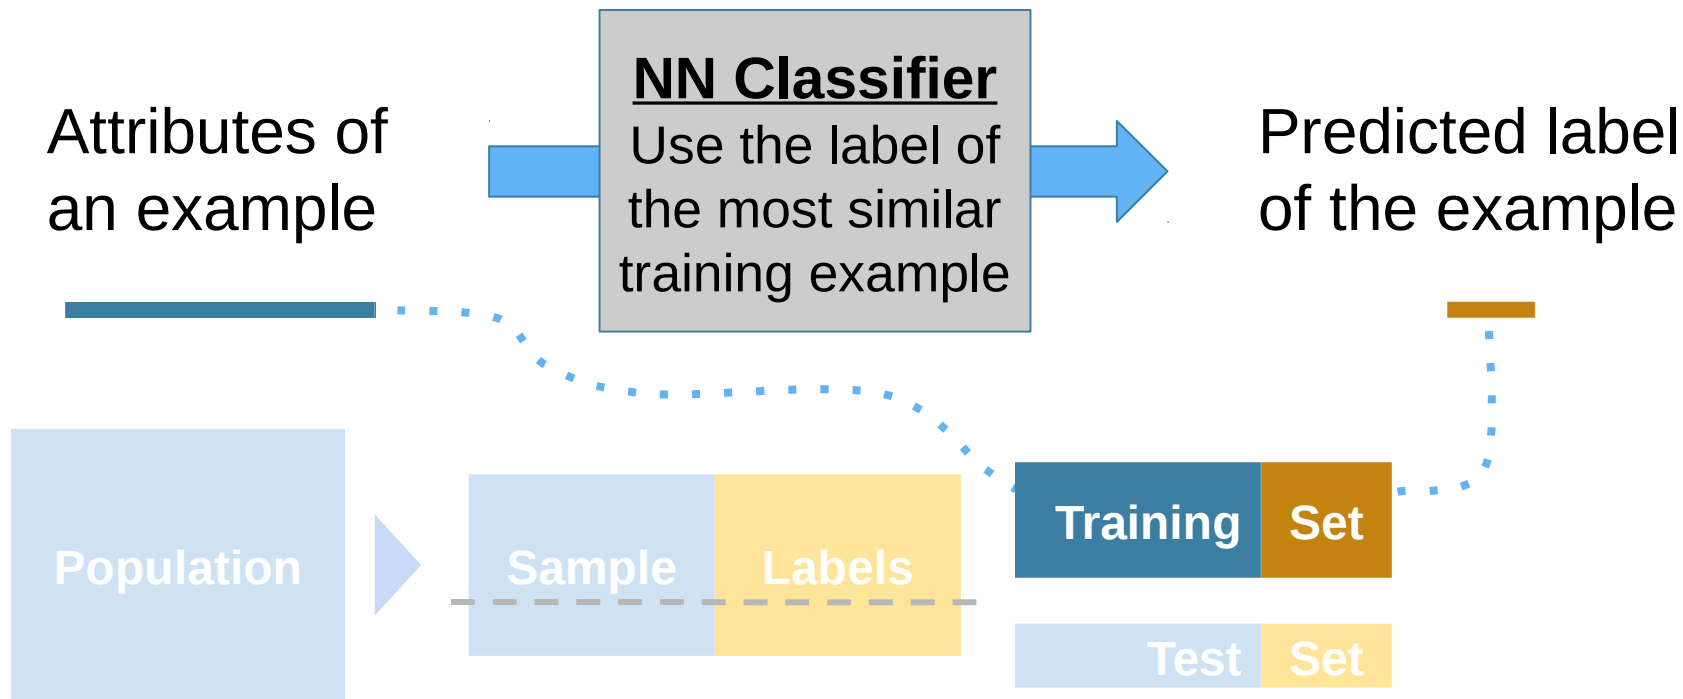 Attributes of
an example
NN Classifier
Use the label of
the most similar
training example
Predicted label
of the example
Population
Sample
Labels
Training Set
Test Set